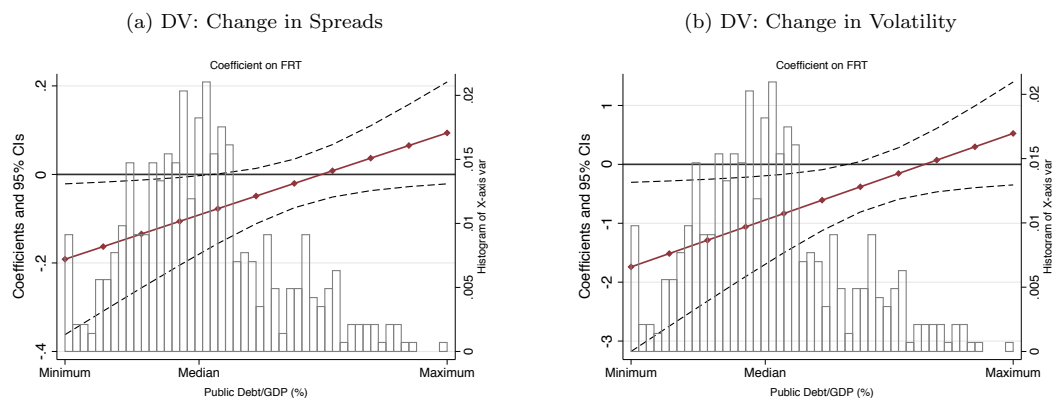 (a) DV: Change in Spreads
Coefficient on FRT
Coefficients and 95% CIs
.2
0
-.2
-.4
.02
.015
.01
.005
0
Histogram of X-axis var
Minimum Median Maximum
Public Debt/GDP (%)
(b) DV: Change in Volatility
Coefficient on FRT
Coefficients and 95% CIs
1
0
-1
-2
-3
.02
.015
.01
.005
0
Histogram of X-axis var
Minimum Median Maximum
Public Debt/GDP (%)